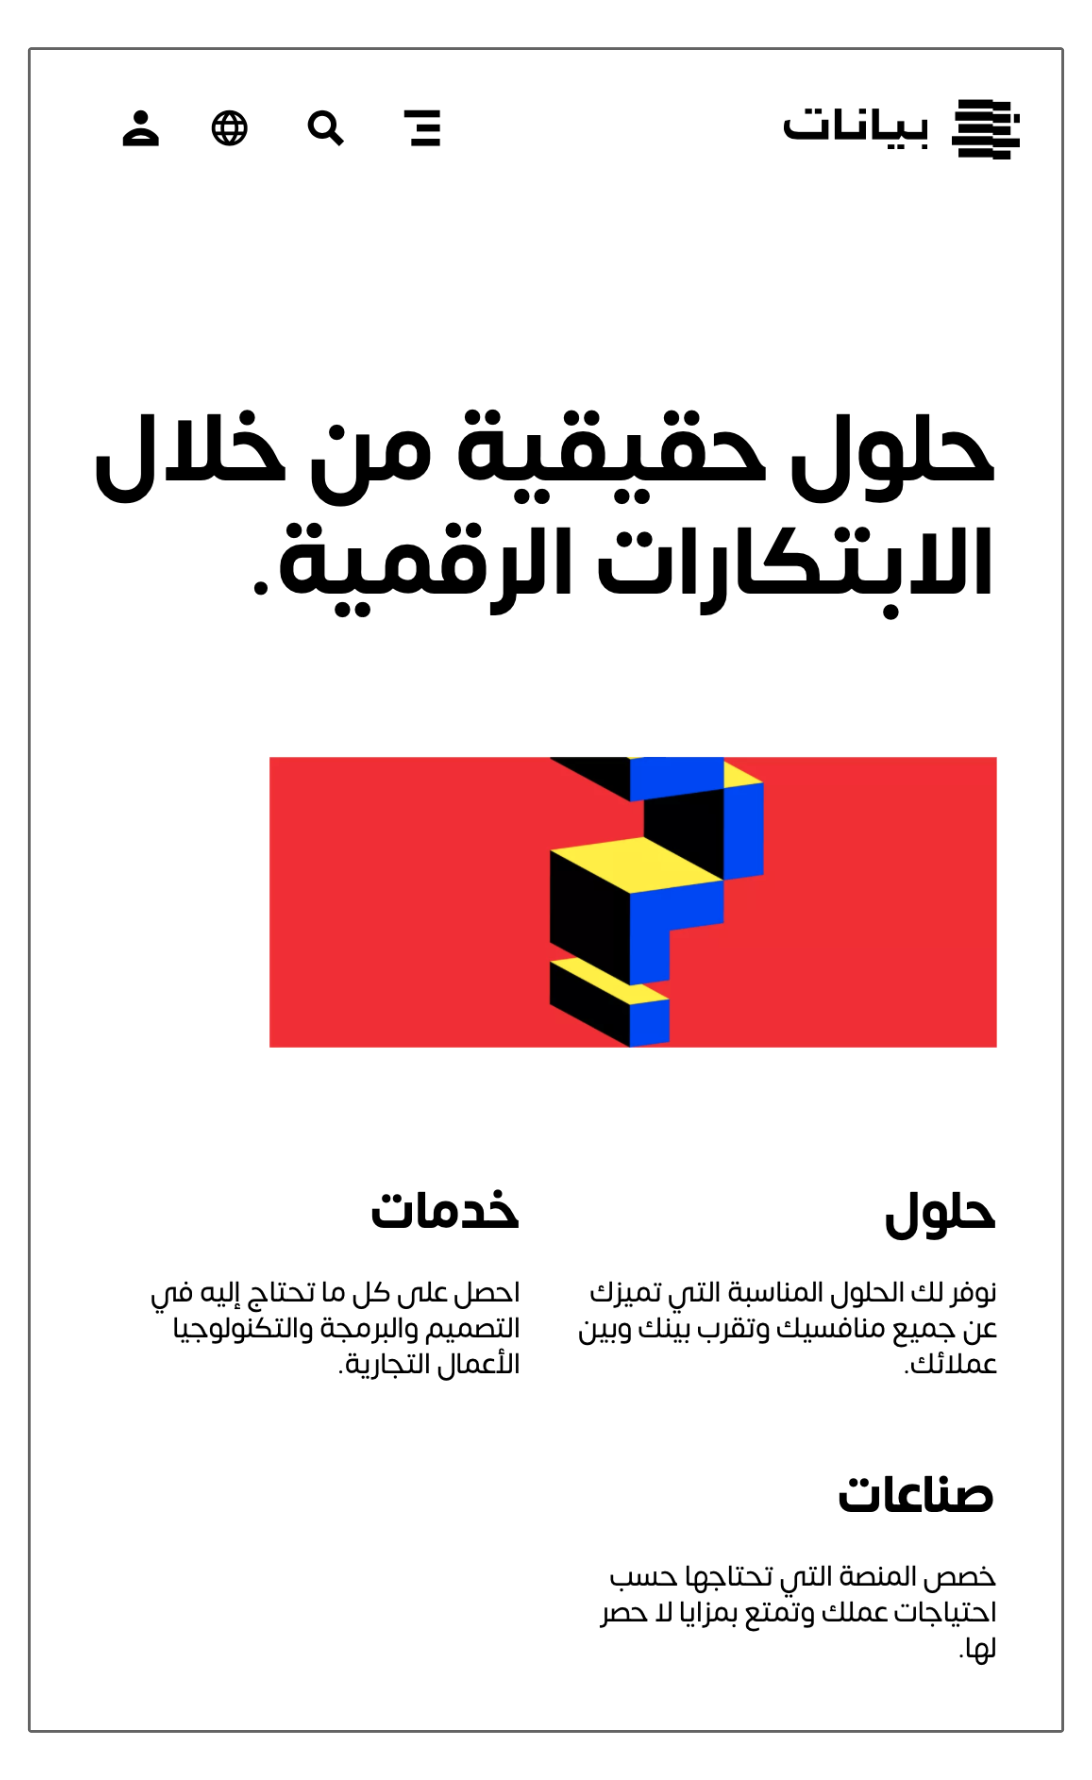 بيانات
حلول حقيقية من خلال
الابتكارات الرقمية.
حلول
نوفر لك الحلول المناسبة التي تميزك
عن جميع منافسيك وتقرب بينك وبين
عملائك.
خدمات
احصل على كل ما تحتاج إليه في
التصميم والبرمجة والتكنولوجيا
الأعمال التجارية.
صناعات
خصص المنصة التي تحتاجها حسب
احتياجات عملك وتمتع بمزايا لا حصر
لها.